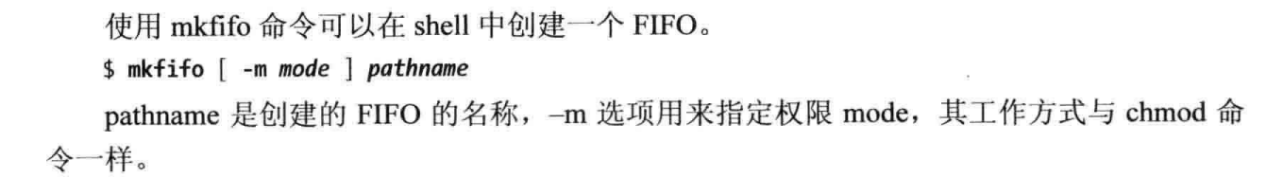 使用 mkfifo 命令可以在 shell 中创建一个 FIFO。
$ mkfifo [ -m mode ] pathname
pathname 是创建的 FIFO 的名称，–m 选项用来指定权限 mode，其工作方式与 chmod 命
令一样。